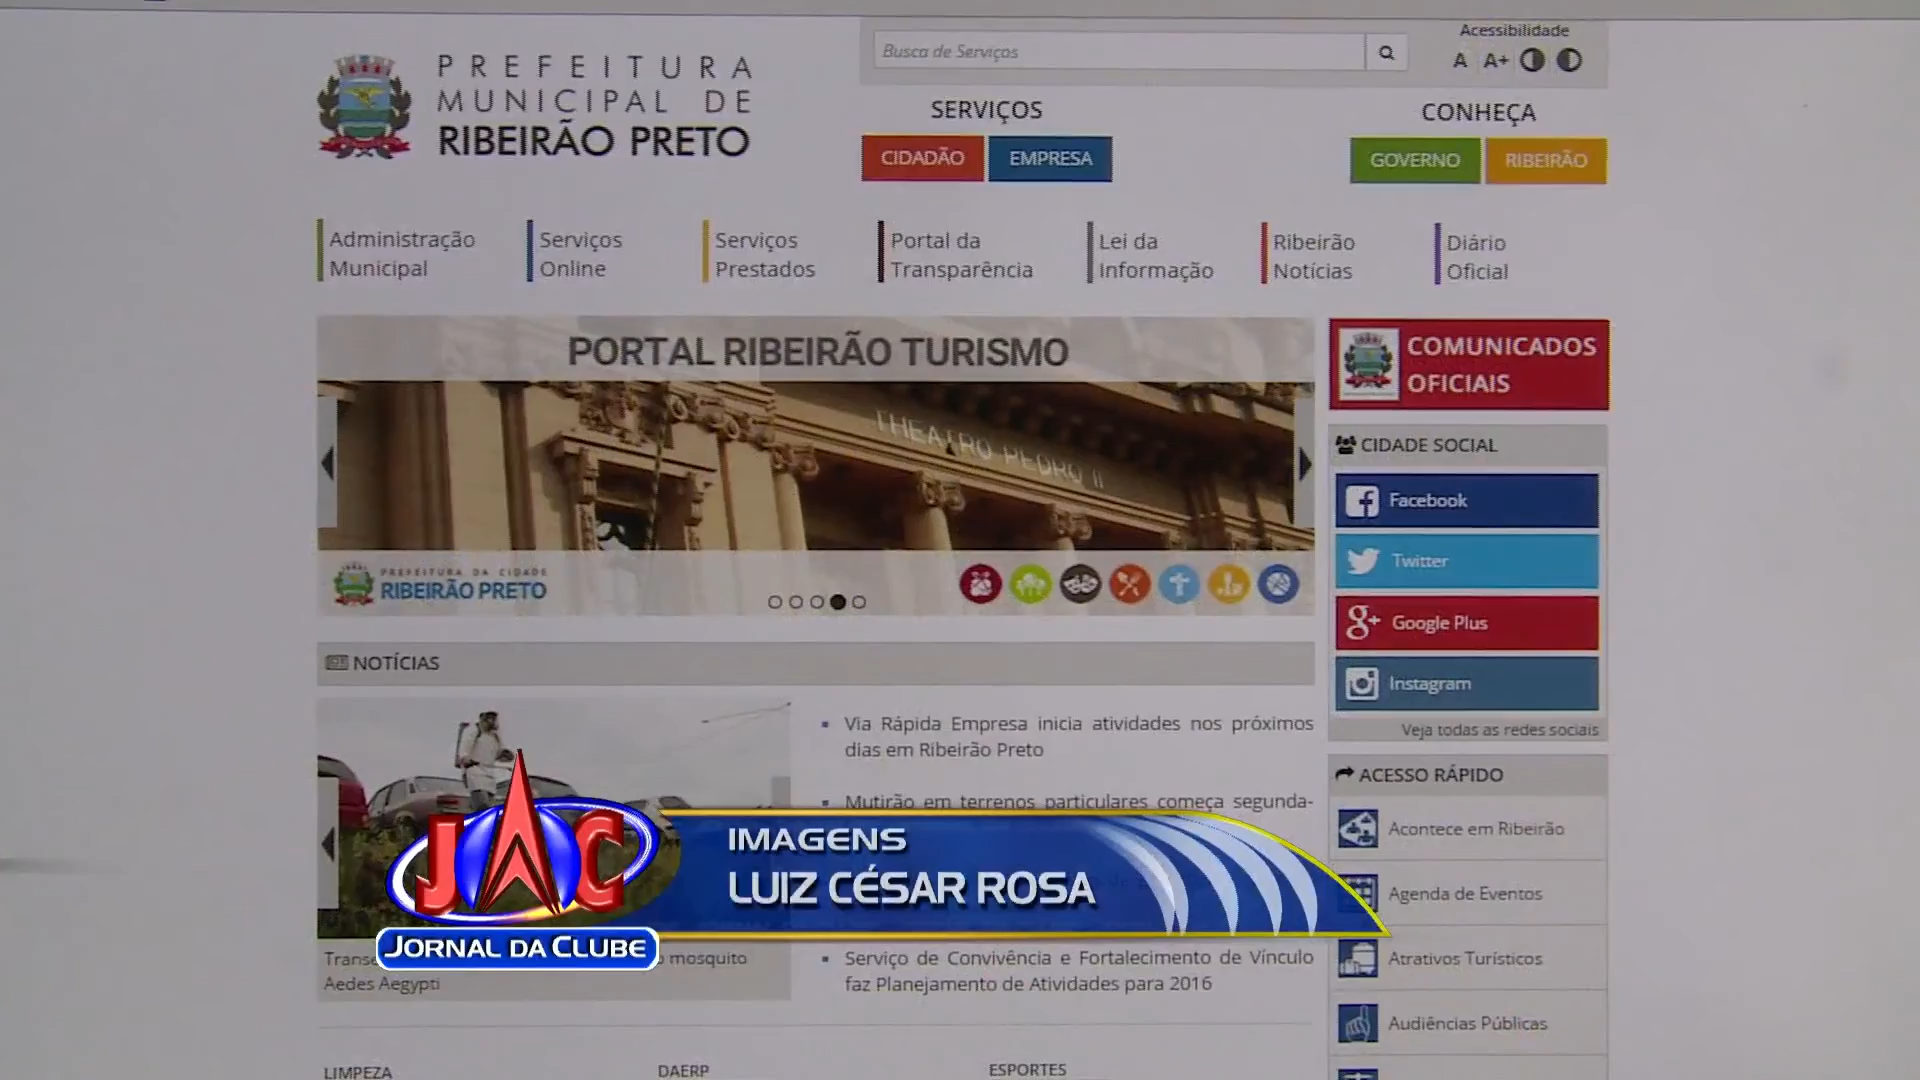 PREFEITURA
MUNICIPAL DE
RIBEIRÃO PRETO
Busca de Serviços
Acessibilidade
A A+
SERVIÇOS
CONHEÇA
CIDADÃO
EMPRESA
GOVERNO
RIBEIRÃO
Administração
Municipal
Serviços
Online
Serviços
Prestados
Portal da
Transparência
Lei da
Informação
Ribeirão
Notícias
Diário
Oficial
PORTAL RIBEIRÃO TURISMO
THEATRO PEDRO II
PREFEITURA DA CIDADE
RIBEIRÃO PRETO
COMUNICADOS
OFICIAIS
CIDADE SOCIAL
Facebook
Twitter
g+ Google Plus
Instagram
Veja todas as redes sociais
NOTÍCIAS
Via Rápida Empresa inicia atividades nos próximos
dias em Ribeirão Preto
Mutirão em terrenos particulares começa segunda-
Serviço de Convivência e Fortalecimento de Vínculo
faz Planejamento de Atividades para 2016
mosquito
Aedes Aegypti
JAC
JORNAL DA CLUBE
IMAGENS
LUIZ CÉSAR ROSA
ACESSO RÁPIDO
Acontece em Ribeirão
Agenda de Eventos
Atrativos Turísticos
Audiências Públicas
LIMPEZA
DAERP
ESPORTES